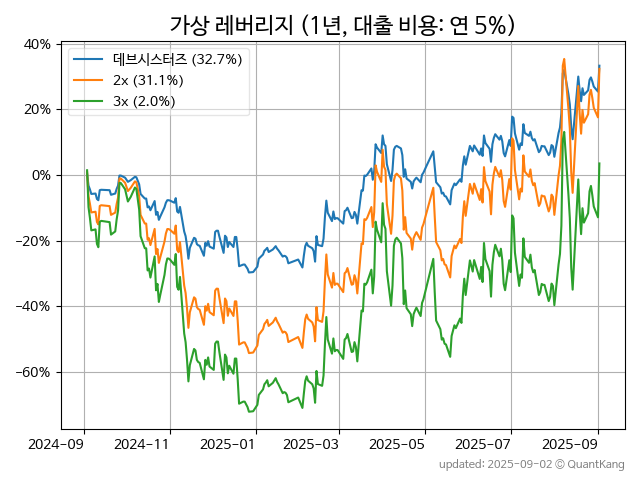 가상 레버리지 (1년, 대출 비용: 연 5%)
데브시스터즈 (32.7%)
2x (31.1%)
3x (2.0%)
40%
20%
0%
−20%
−40%
−60%
2024-09
2024-11
2025-01
2025-03
2025-05
2025-07
2025-09
updated: 2025-09-02 © QuantKang